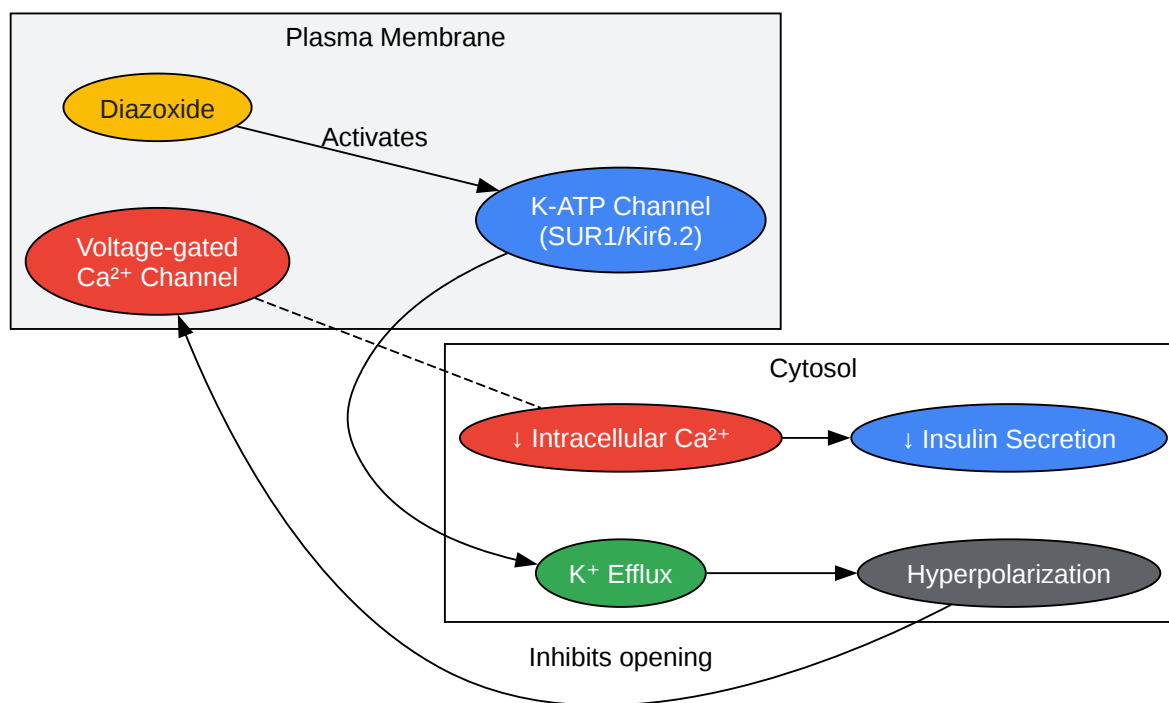 Plasma Membrane
Diazoxide
Activates
K-ATP Channel
(SUR1/Kir6.2)
Voltage-gated
Ca²⁺ Channel
Cytosol
↓ Intracellular Ca²⁺
↓ Insulin Secretion
K⁺ Efflux
Hyperpolarization
Inhibits opening